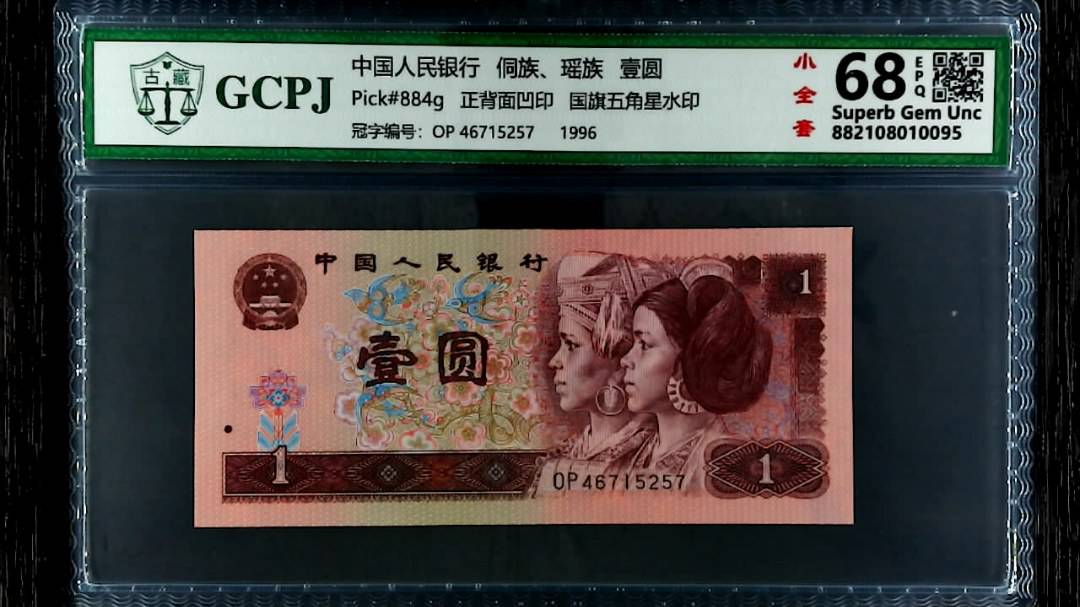 古藏
GCPJ
中国人民银行 侗族、瑶族 壹圆
Pick#884g 正背面凹印 国旗五角星水印
冠字编号: OP 46715257 1996
小全套
68
EPQ
Superb Gem Unc
882108010095
中国人民银行
1
壹圆
1
OP46715257
1